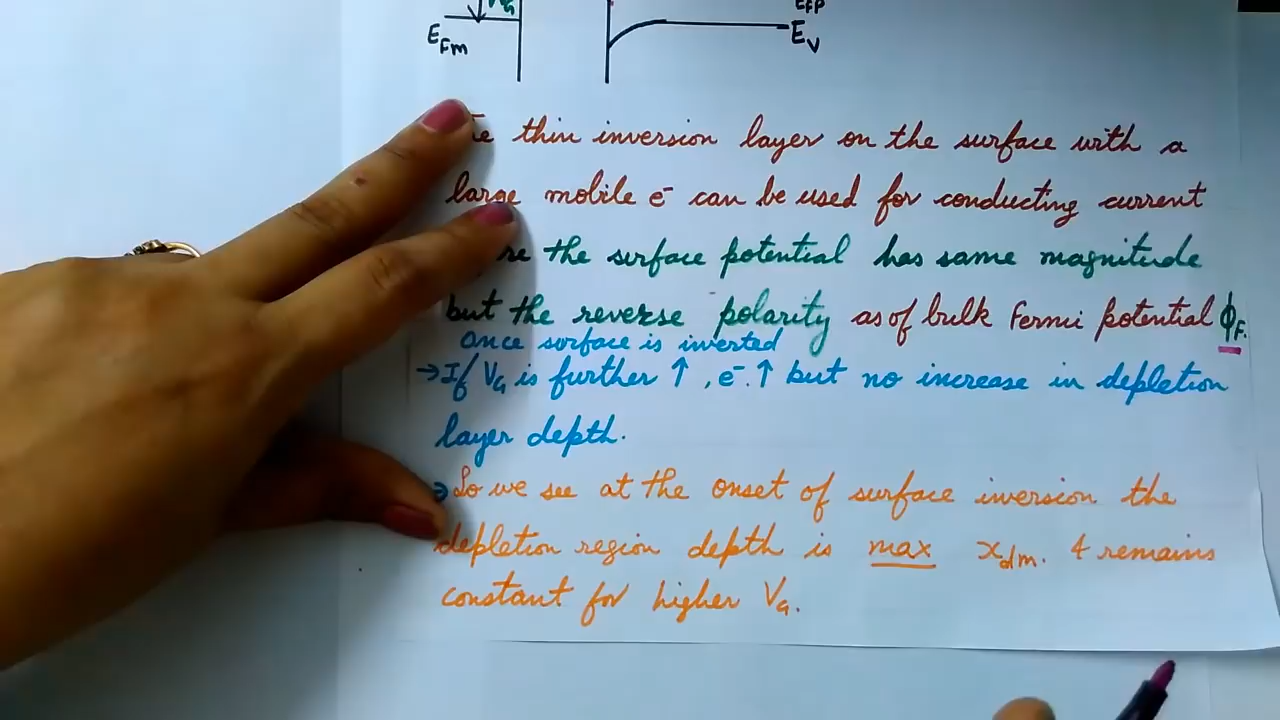 EFp
EFm
EV
thin inversion layer on the surface with a
large mobile e⁻ can be used for conducting current
the surface potential has same magnitude
but the reverse polarity as of bulk Fermi potential ϕF.
once surface is inverted
→If VG is further ↑, e⁻.↑ but no increase in depletion
layer depth.
⇒ So we see at the onset of surface inversion the
depletion region depth is max xdm. & remains
constant for higher VG.